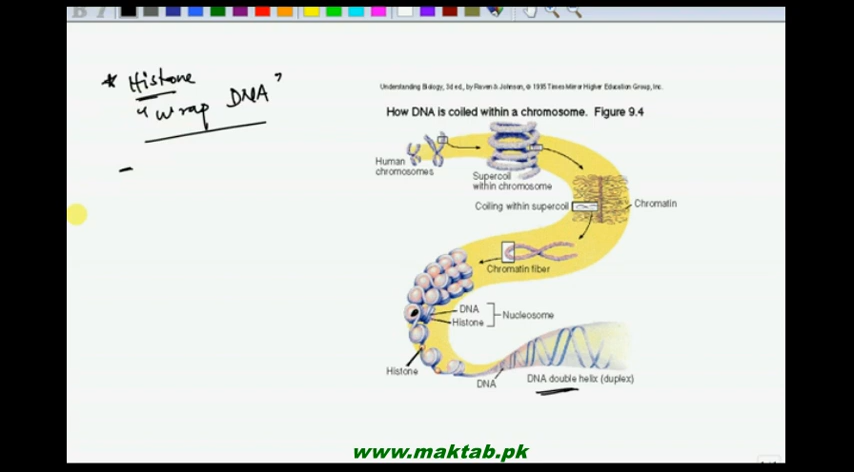 B I
* Histone
"wrap DNA"
Understanding Biology, 3d ed., by Raven & Johnson, © 1995 Times Mirror Higher Education Group, Inc.
How DNA is coiled within a chromosome. Figure 9.4
Human
chromosomes
Supercoil
within chromosome
Coiling within supercoil
Chromatin
Chromatin fiber
DNA
Histone
Nucleosome
Histone
DNA
DNA double helix (duplex)
www.maktab.pk